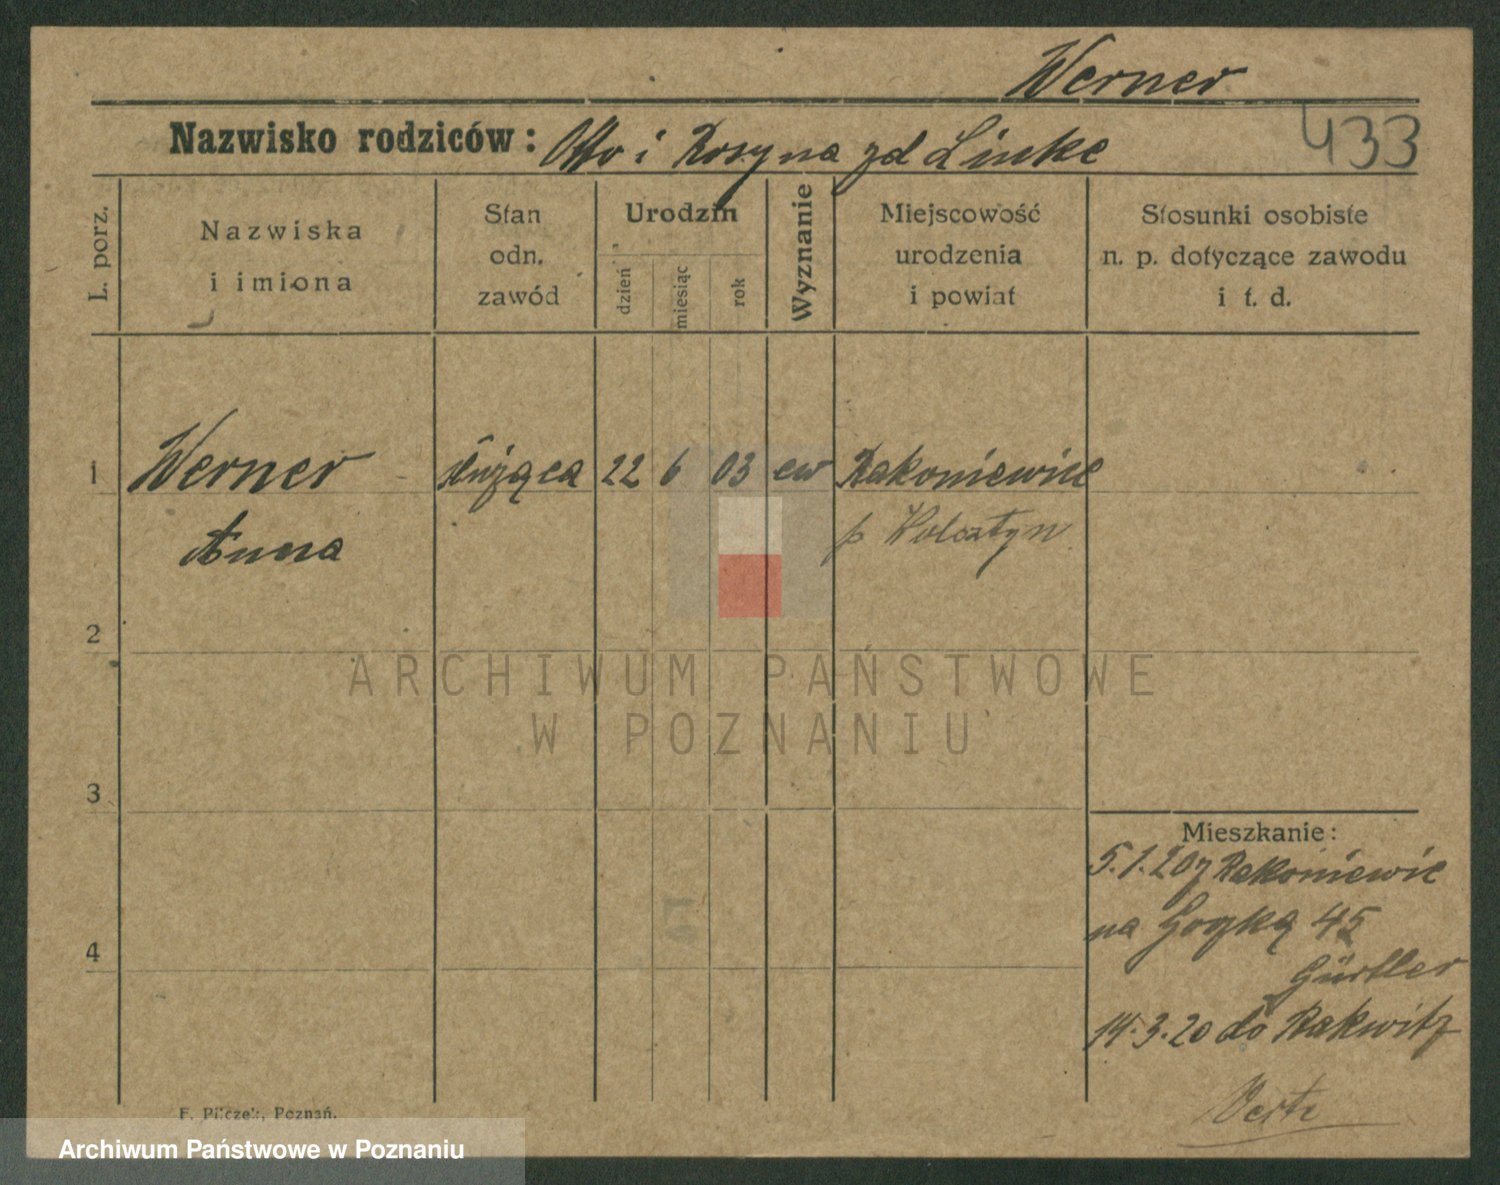 Werner
Nazwisko rodziców: Otto i Rosyna zd Linke
433
L. porz.
Nazwiska
i imiona
Stan
odn.
zawód
Urodzin
dzień
miesiąc
rok
Wyznanie
Miejscowość
urodzenia
i powiat
Stosunki osobiste
n. p. dotyczące zawodu
i t. d.
1 Werner służąca 22 6 03 ew Rakoniewice
Anna p Wolsztyn
2
ARCHIWUM PAŃSTWOWE
W POZNANIU
3
Mieszkanie:
5.1.20 z Rakoniewic
na 45
4
Gürtler
14.3.20 do Rakwitz
F. Pilczek, Poznań.
Archiwum Państwowe w Poznaniu